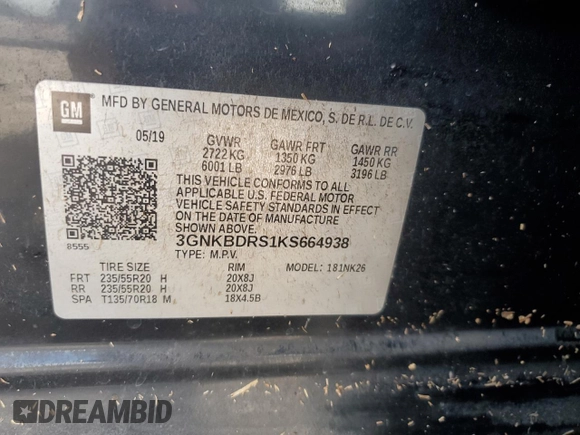 GM
MFD BY GENERAL MOTORS DE MEXICO, S. DE R.L. DE C.V.
05/19 GVWR GAWR FRT GAWR RR
2722 KG 1350 KG 1450 KG
6001 LB 2976 LB 3196 LB
THIS VEHICLE CONFORMS TO ALL
APPLICABLE U.S. FEDERAL MOTOR
VEHICLE SAFETY STANDARDS IN EFFECT
ON THE DATE OF MANUFACTURE
SHOWN ABOVE.
8555 3GNKBDRS1KS664938
TYPE: M.P.V.
TIRE SIZE RIM MODEL: 181NK26
FRT 235/55R20 H 20X8J
RR 235/55R20 H 20X8J
SPA T135/70R18 M 18X4.5B
DREAMBID